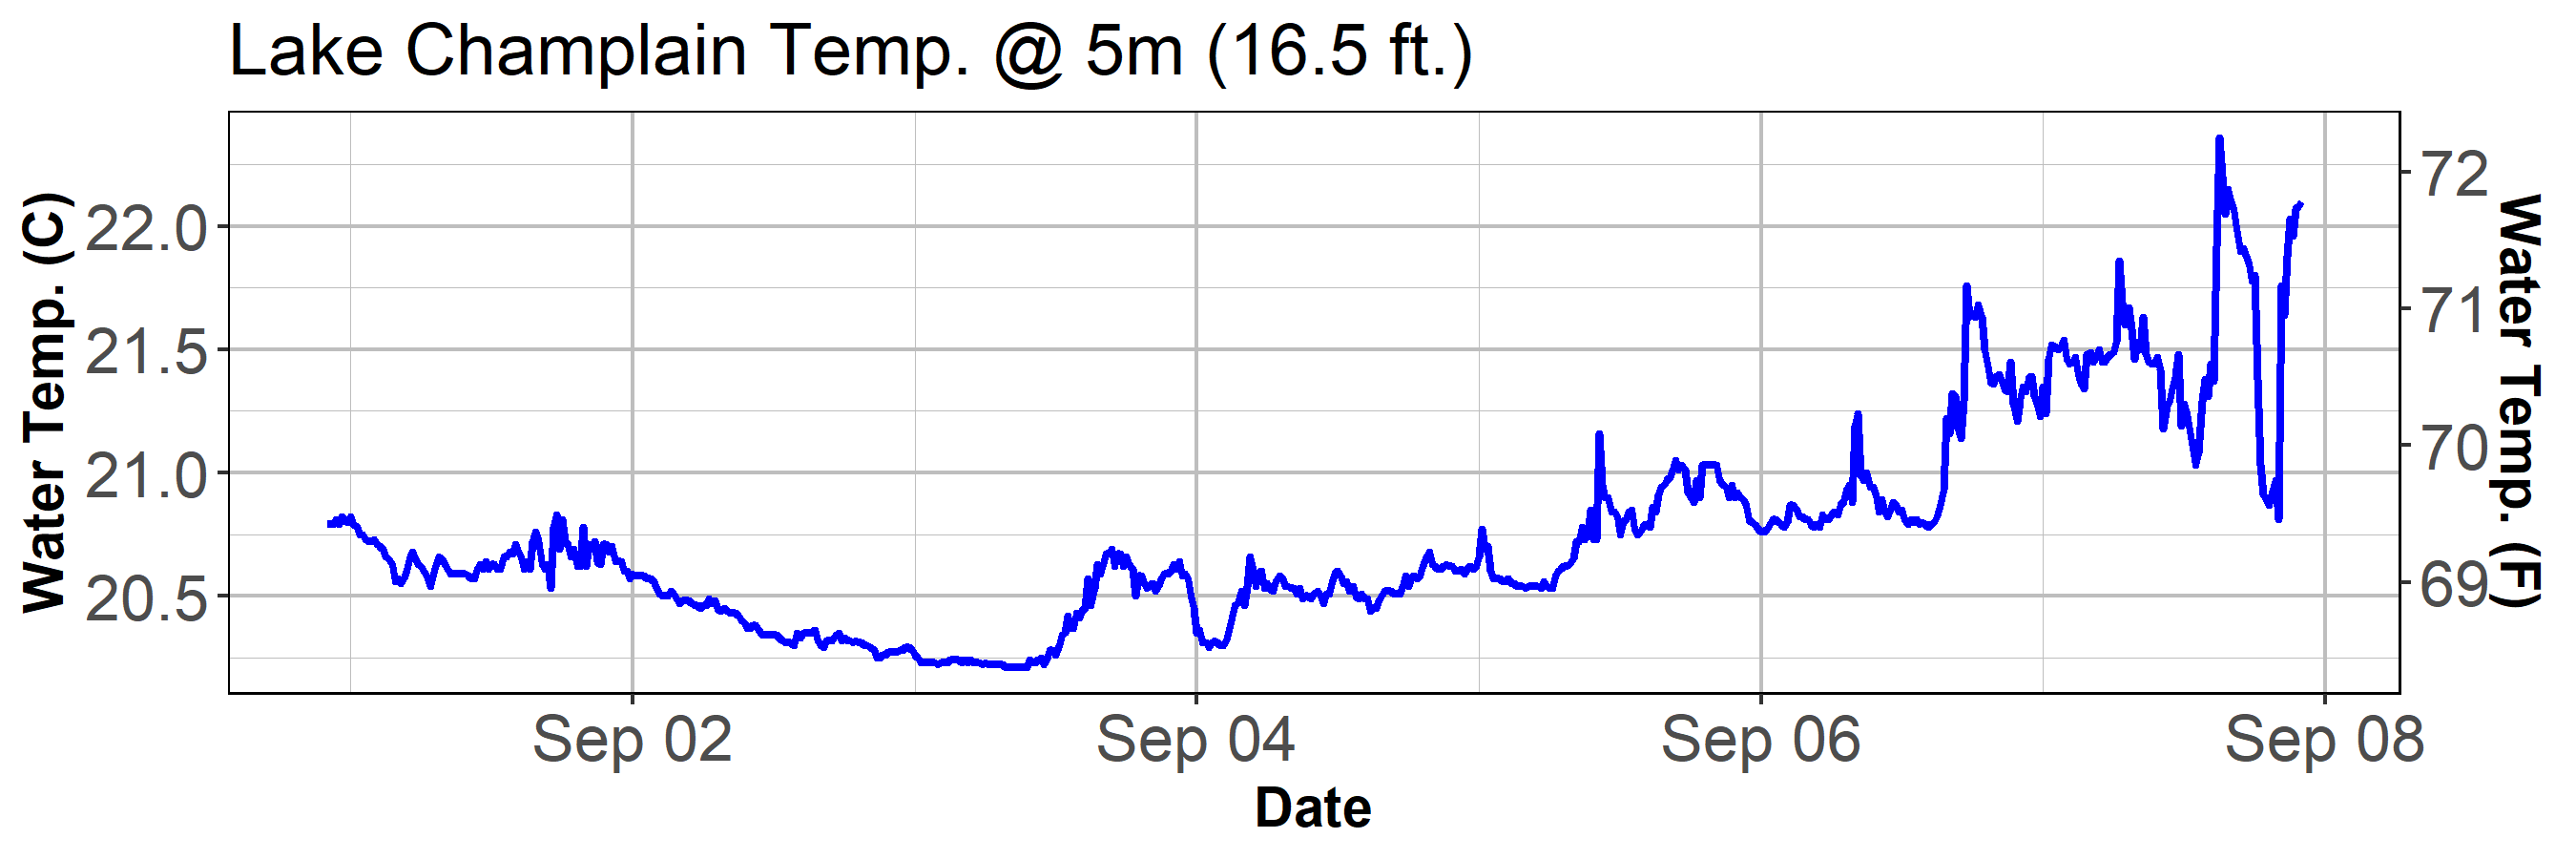 Lake Champlain Temp. @ 5m (16.5 ft.)
Water Temp. (C)
22.0
21.5
21.0
20.5
72
71
70
69
Water Temp. (F)
Sep 02
Sep 04
Sep 06
Sep 08
Date